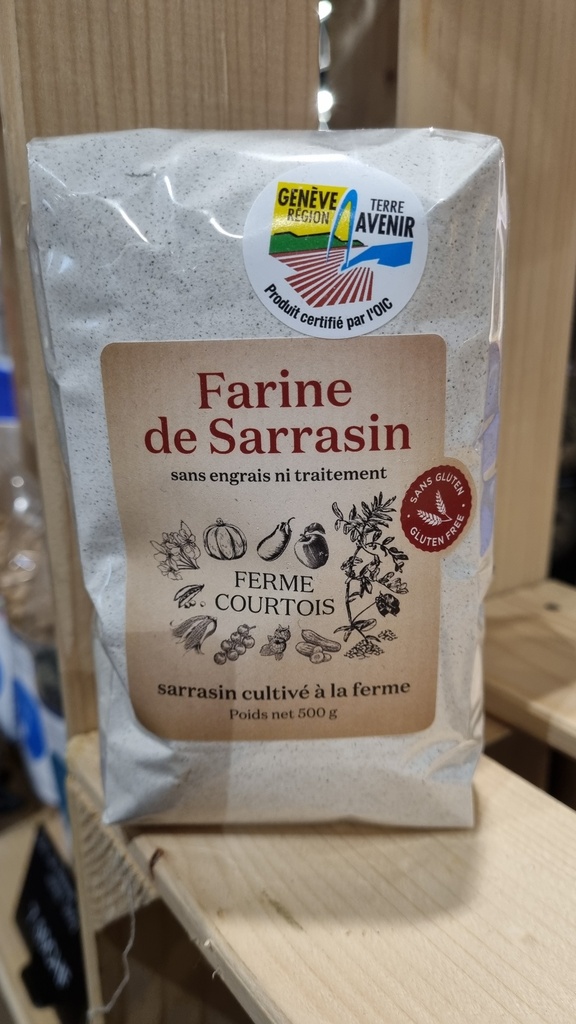 GENÈVE
RÉGION
TERRE
AVENIR
Produit certifié par l'OIC
Farine
de Sarrasin
sans engrais ni traitement
SANS GLUTEN
GLUTEN FREE
FERME
COURTOIS
sarrasin cultivé à la ferme
Poids net 500 g